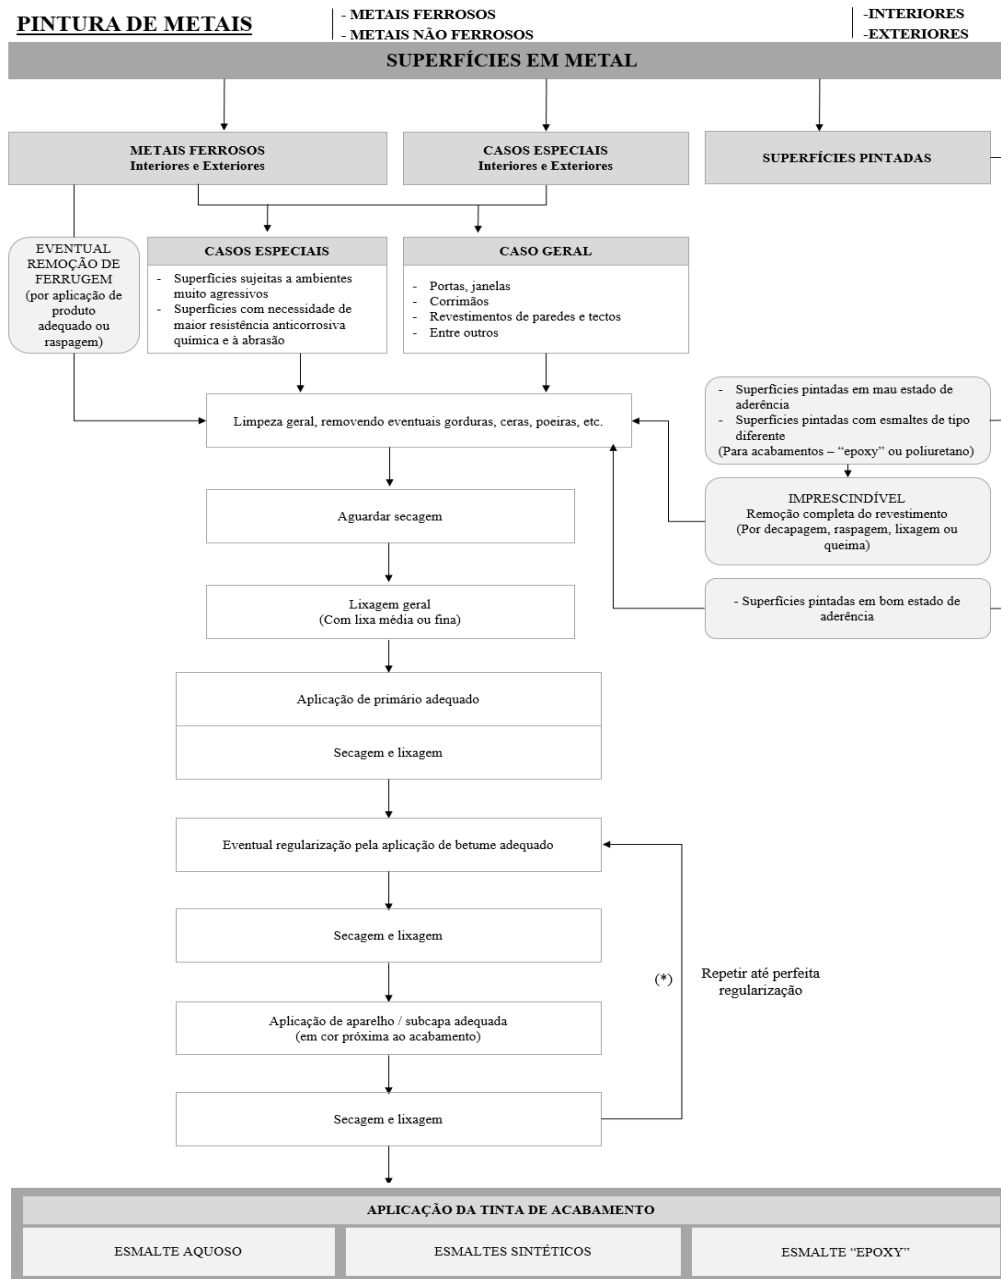 PINTURA DE METAIS
- METAIS FERROSOS
- METAIS NÃO FERROSOS
-INTERIORES
-EXTERIORES
SUPERFÍCIES EM METAL
METAIS FERROSOS
Interiores e Exteriores
CASOS ESPECIAIS
Interiores e Exteriores
SUPERFÍCIES PINTADAS
EVENTUAL
REMOÇÃO DE
FERRUGEM
(por aplicação de
produto
adequado ou
raspagem)
CASOS ESPECIAIS
- Superfícies sujeitas a ambientes
muito agressivos
- Superfícies com necessidade de
maior resistência anticorrosiva
química e à abrasão
CASO GERAL
- Portas, janelas
- Corrimãos
- Revestimentos de paredes e tectos
- Entre outros
- Superfícies pintadas em mau estado de
aderência
- Superfícies pintadas com esmaltes de tipo
diferente
(Para acabamentos – “epoxy” ou poliuretano)
Limpeza geral, removendo eventuais gorduras, ceras, poeiras, etc.
IMPRESCINDÍVEL
Remoção completa do revestimento
(Por decapagem, raspagem, lixagem ou
queima)
Aguardar secagem
- Superfícies pintadas em bom estado de
aderência
Lixagem geral
(Com lixa média ou fina)
Aplicação de primário adequado
Secagem e lixagem
Eventual regularização pela aplicação de betume adequado
Secagem e lixagem
(*)
Repetir até perfeita
regularização
Aplicação de aparelho / subcapa adequada
(em cor próxima ao acabamento)
Secagem e lixagem
APLICAÇÃO DA TINTA DE ACABAMENTO
ESMALTE AQUOSO
ESMALTES SINTÉTICOS
ESMALTE “EPOXY”